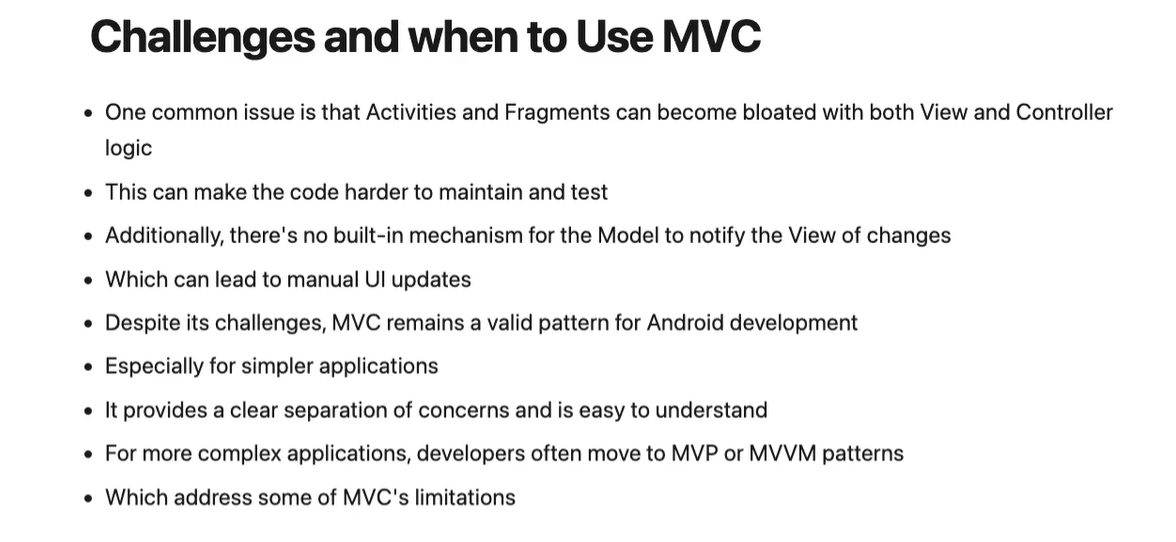 Challenges and when to Use MVC
• One common issue is that Activities and Fragments can become bloated with both View and Controller
logic
• This can make the code harder to maintain and test
• Additionally, there's no built-in mechanism for the Model to notify the View of changes
• Which can lead to manual UI updates
• Despite its challenges, MVC remains a valid pattern for Android development
• Especially for simpler applications
• It provides a clear separation of concerns and is easy to understand
• For more complex applications, developers often move to MVP or MVVM patterns
• Which address some of MVC's limitations